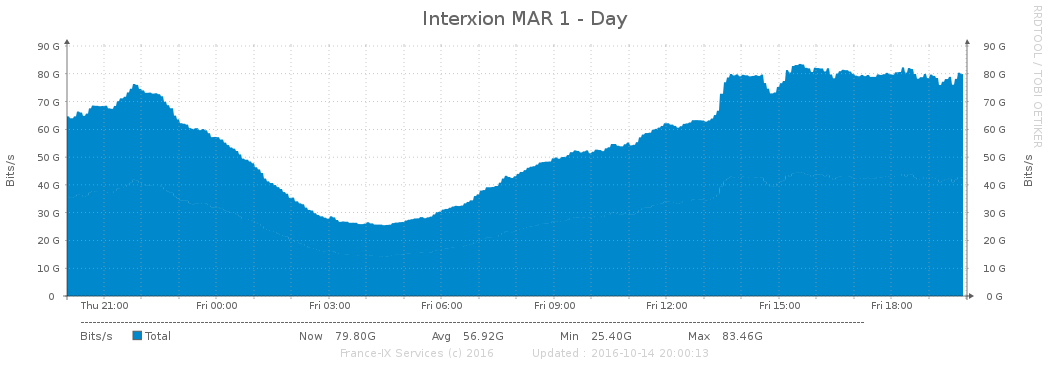 Interxion MAR 1 - Day
RRDTOOL / TOBI OETIKER
Bits/s
90 G 90 G
80 G 80 G
70 G 70 G
60 G 60 G
50 G 50 G
40 G 40 G
30 G 30 G
20 G 20 G
10 G 10 G
0 0 G
Bits/s
Thu 21:00 Fri 00:00 Fri 03:00 Fri 06:00 Fri 09:00 Fri 12:00 Fri 15:00 Fri 18:00
Bits/s Total Now 79.80G Avg 56.92G Min 25.40G Max 83.46G
France-IX Services (c) 2016 Updated : 2016-10-14 20:00:13